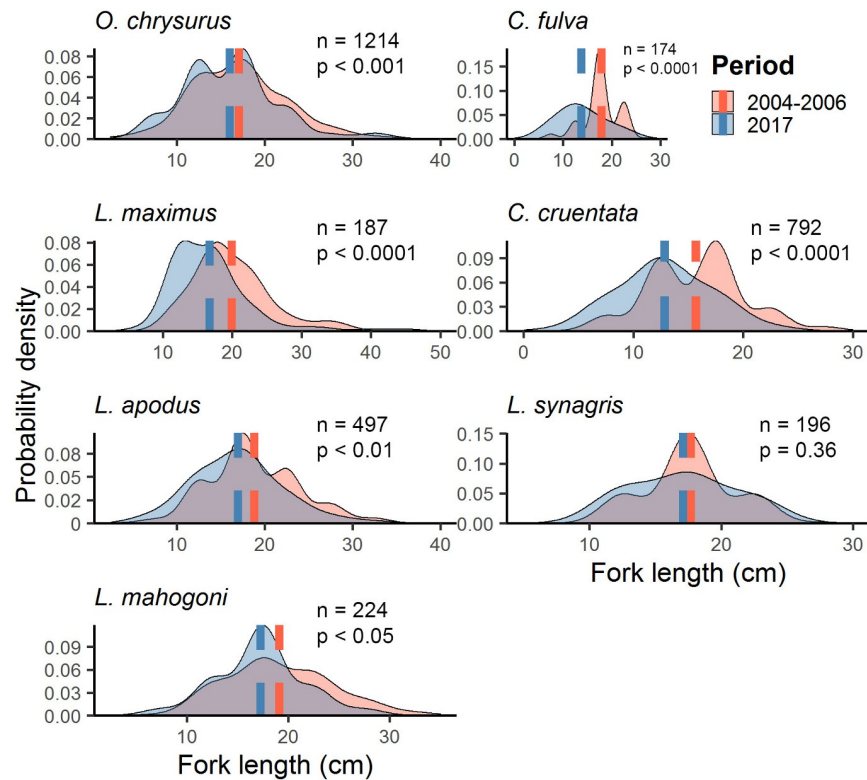 O. chrysurus
n = 1214
p < 0.001
0.08
0.06
0.04
0.02
0.00
10 20 30 40
C. fulva
n = 174
p < 0.0001
0.15
0.10
0.05
0.00
0 10 20 30
Period
2004-2006
2017
L. maximus
n = 187
p < 0.0001
0.08
0.06
0.04
0.02
0.00
10 20 30 40 50
C. cruentata
n = 792
p < 0.0001
0.09
0.06
0.03
0.00
0 10 20 30
Probability density
L. apodus
n = 497
p < 0.01
0.08
0.05
0.02
0
10 20 30 40
L. synagris
n = 196
p = 0.36
0.15
0.10
0.05
0.00
10 20 30
Fork length (cm)
L. mahogoni
n = 224
p < 0.05
0.09
0.06
0.03
0.00
10 20 30
Fork length (cm)